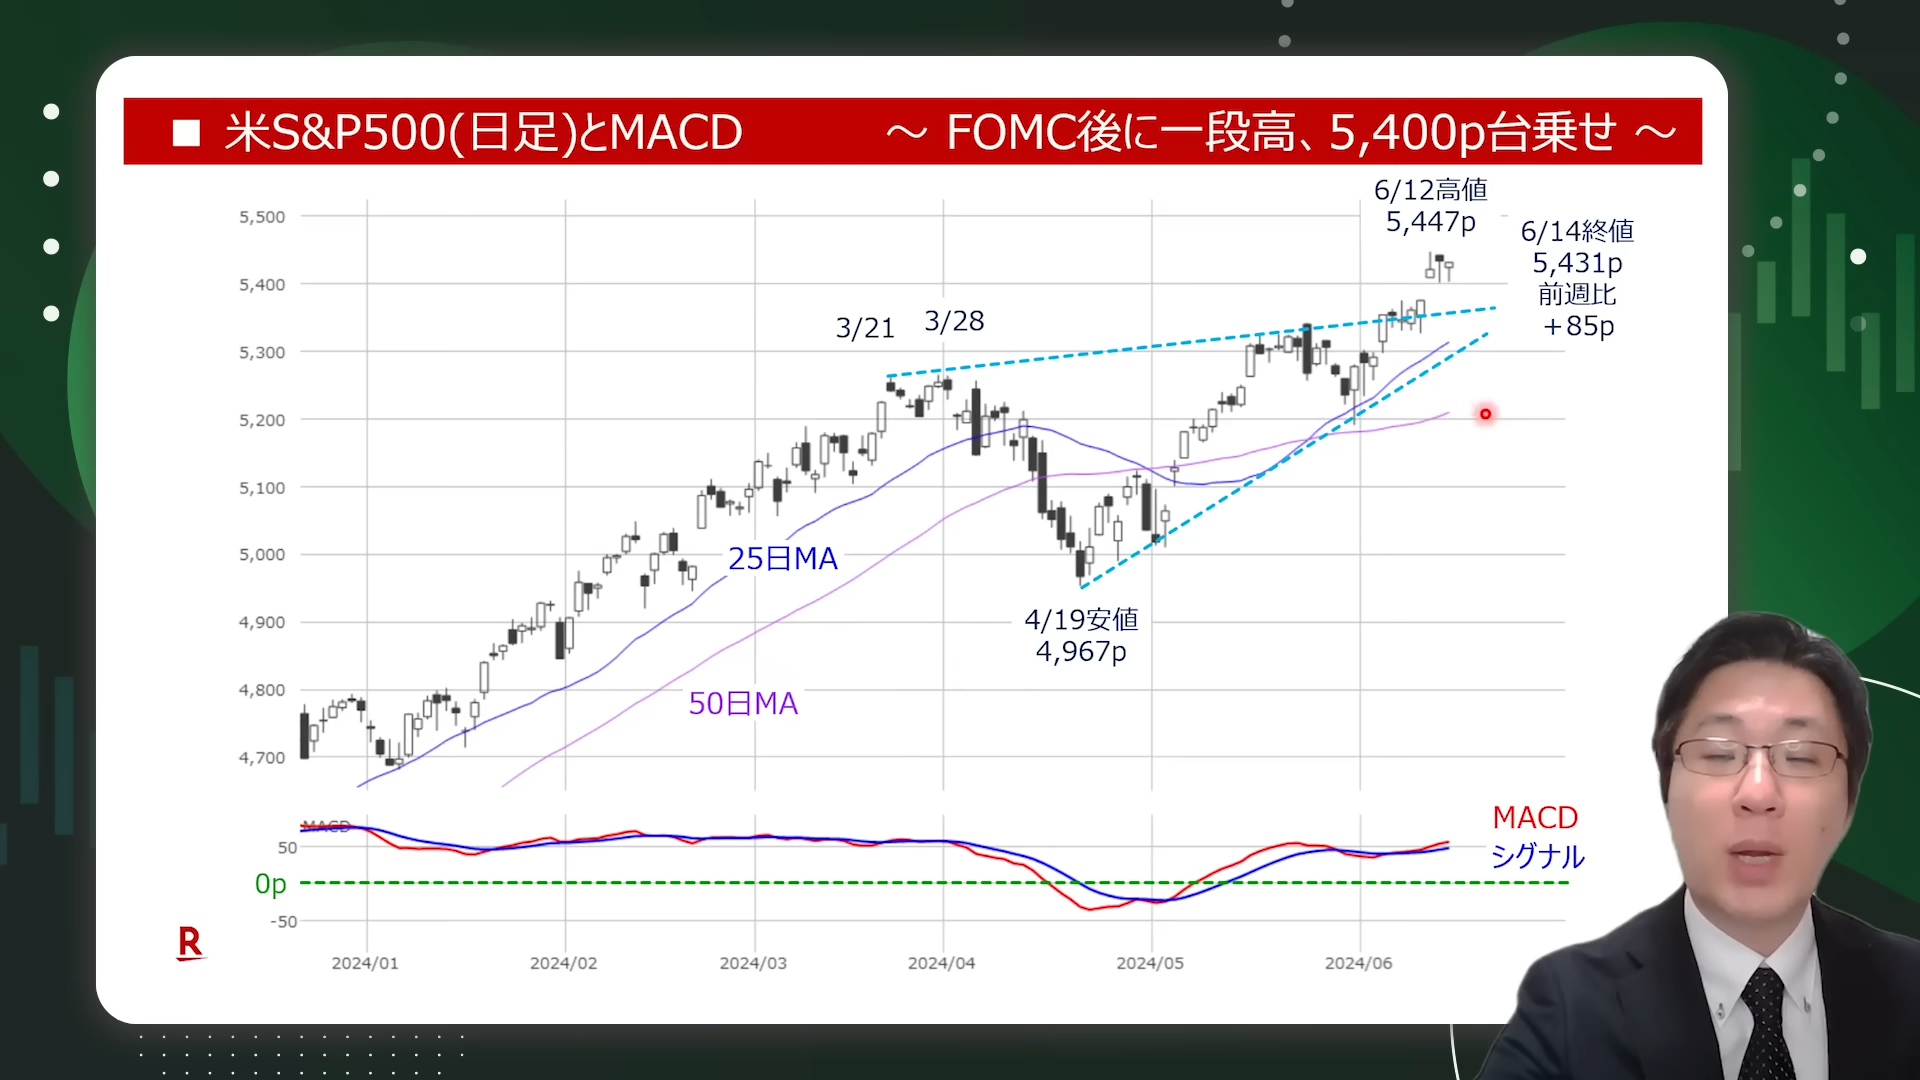 ■ 米S&P500(日足)とMACD ～ FOMC後に一段高、5,400p台乗せ ～
6/12高値
5,447p
6/14終値
5,431p
前週比
＋85p
3/21
3/28
5,500
5,400
5,300
5,200
5,100
5,000
4,900
4,800
4,700
25日MA
50日MA
4/19安値
4,967p
MACD
MACD
シグナル
50
0p
-50
R
2024/01
2024/02
2024/03
2024/04
2024/05
2024/06